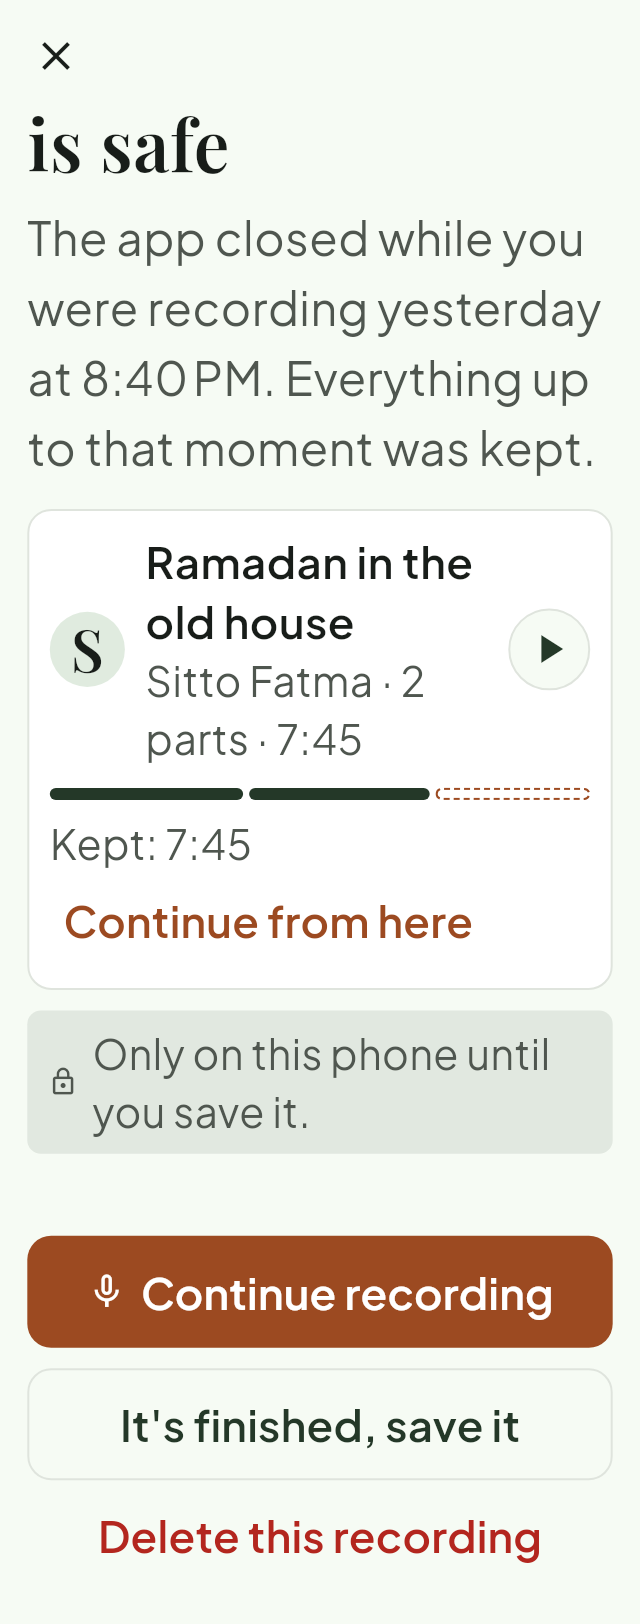 is safe
The app closed while you
were recording yesterday
at 8:40 PM. Everything up
to that moment was kept.
Ramadan in the
old house
S
Sitto Fatma · 2
parts · 7:45
Kept: 7:45
Continue from here
Only on this phone until
you save it.
Continue recording
It's finished, save it
Delete this recording